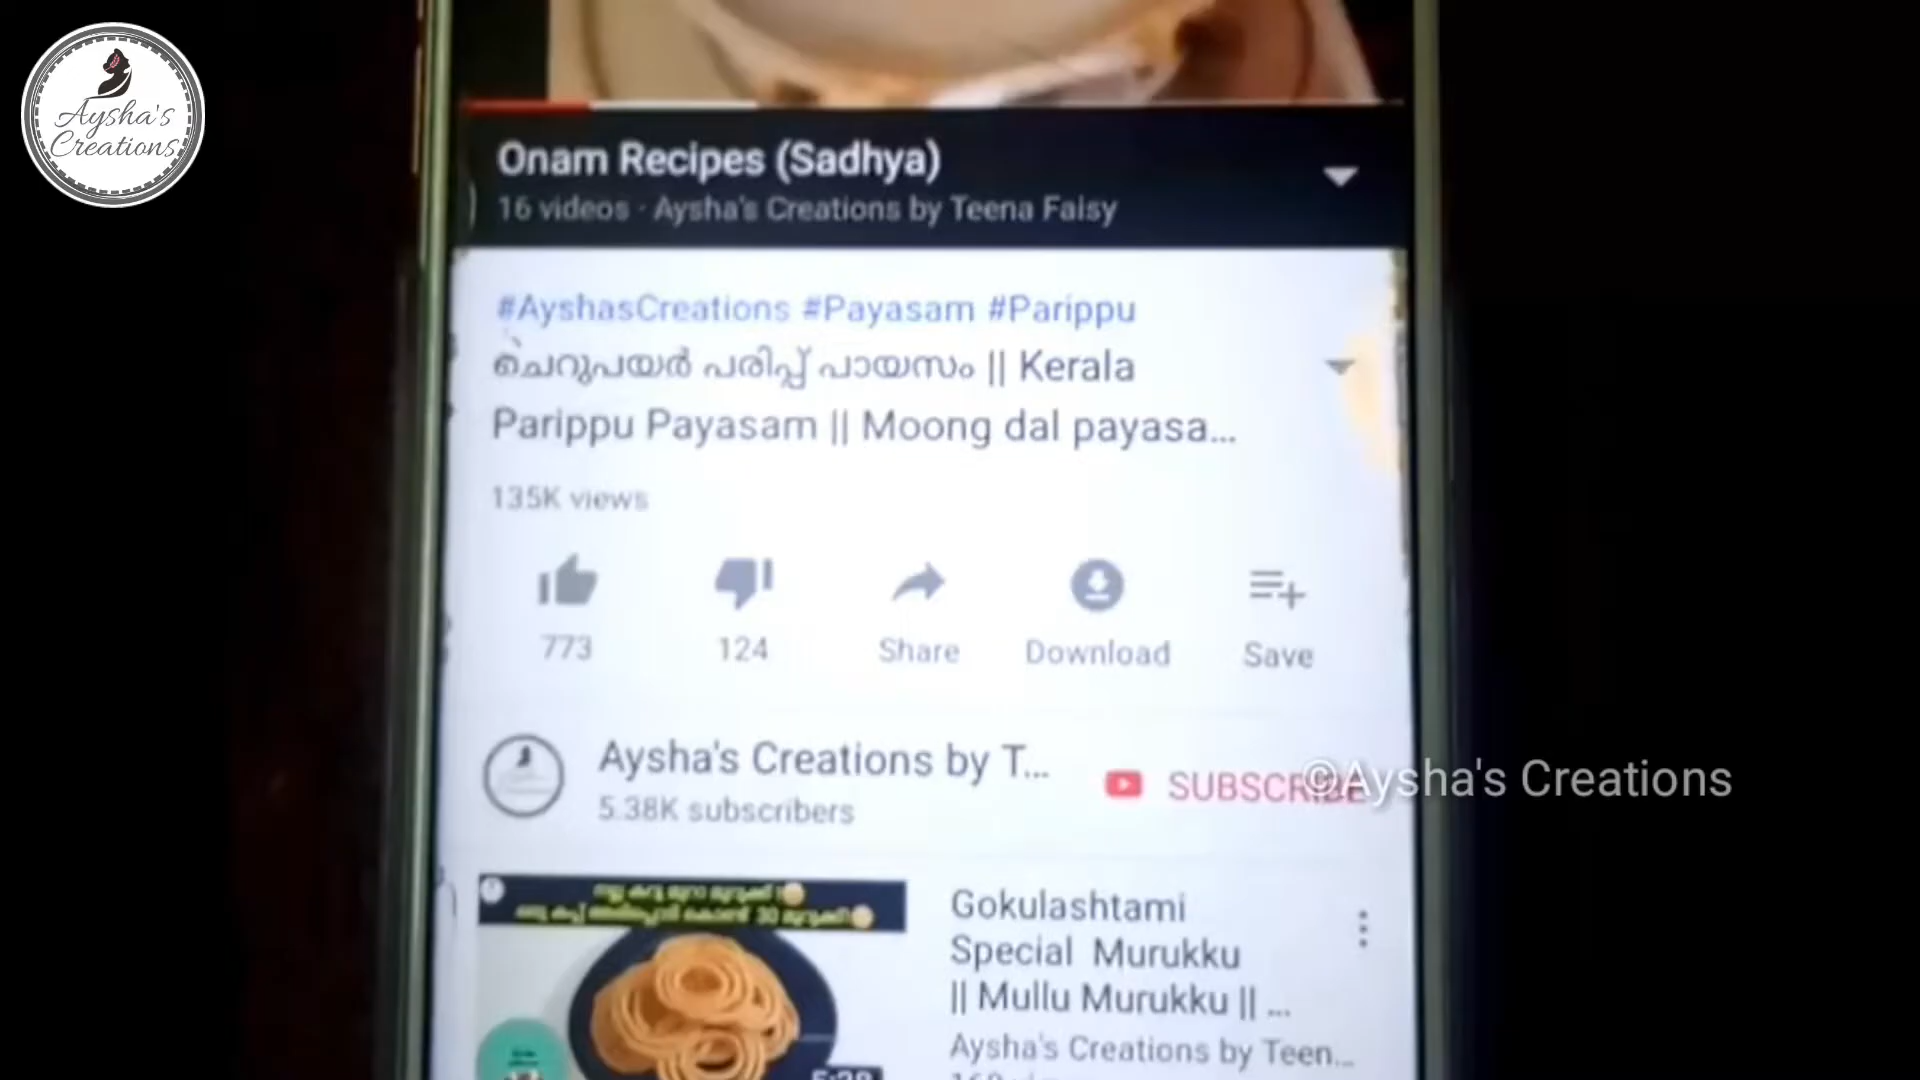 Aysha's
Creations
Onam Recipes (Sadhya)
16 videos · Aysha's Creations by Teena Faisy
#AyshasCreations #Payasam #Parippu
ചെറുപയർ പരിപ്പ് പായസം || Kerala
Parippu Payasam || Moong dal payasa...
135K views
773
124
Share
Download
Save
Aysha's Creations by T...
5.38K subscribers
SUBSCRIBE
©Aysha's Creations
30
Gokulashtami
Special Murukku
|| Mullu Murukku || ...
Aysha's Creations by Teen...